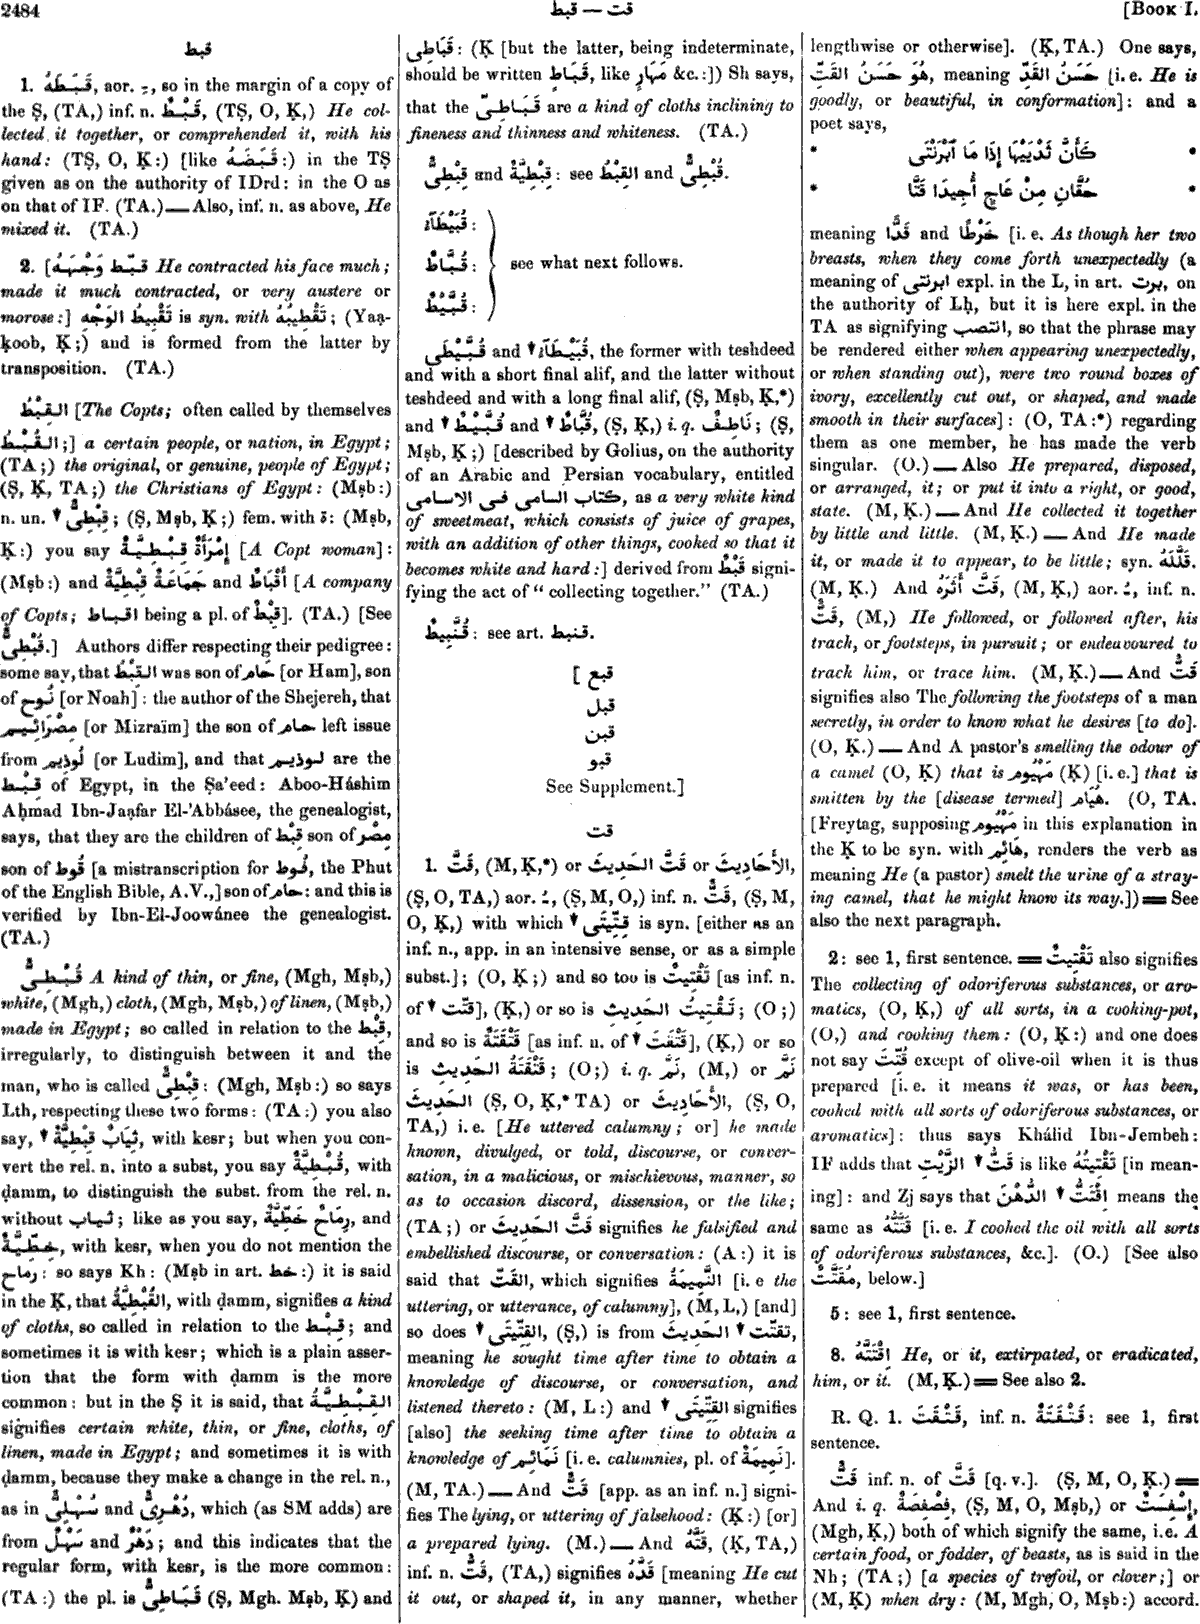 2484
قبط — قت
[BOOK I.
قبط
1. قَبَطَهُ, aor. ـِ, so in the margin of a copy of
the Ṣ, (TA,) inf. n. قَبْطٌ, (TṢ, O, Ḳ,) He col-
lected it together, or comprehended it, with his
hand: (TṢ, O, Ḳ:) [like قَبَضَهُ:) in the TṢ
given as on the authority of IDrd: in the O as
on that of IF. (TA.) — Also, inf. n. as above, He
mixed it. (TA.)
2. [قبّط وَجْهَهُ He contracted his face much;
made it much contracted, or very austere or
morose:] تَقْبِيطُ الوَجْهِ is syn. with تَقْطِيبُهُ; (Yaạ-
ḳoob, Ḳ;) and is formed from the latter by
transposition. (TA.)
القِبْطُ [The Copts; often called by themselves
القُبْطُ;] a certain people, or nation, in Egypt;
(TA;) the original, or genuine, people of Egypt;
(Ṣ, Ḳ, TA;) the Christians of Egypt: (Mṣb:)
n. un. ↓ قِبْطِىٌّ; (Ṣ, Mṣb, Ḳ;) fem. with ة: (Mṣb,
Ḳ:) you say إِمْرَأَةٌ قِبْطِيَّةٌ [A Copt woman]:
(Mṣb:) and جَمَاعَةٌ قِبْطِيَّةٌ and أَقْبَاطٌ [A company
of Copts; اقباط being a pl. of قِبْطٌ]. (TA.) [See
قُبْطِىٌّ.] Authors differ respecting their pedigree:
some say, that القِبْطُ was son of حَام [or Ham], son
of نُوح [or Noah]: the author of the Shejereh, that
مِصْرَائِيم [or Mizraïm] the son of حام left issue
from لُوذِيم [or Ludim], and that لوذيم are the
قِبْط of Egypt, in the Ṣa'eed: Aboo-Háshim
Aḥmad Ibn-Jaạfar El-'Abbásee, the genealogist,
says, that they are the children of قِبْط son of مِصْر
son of قُوط [a mistranscription for فُوط, the Phut
of the English Bible, A.V.,] son of حام: and this is
verified by Ibn-El-Joowánee the genealogist.
(TA.)
قُبْطِىٌّ A kind of thin, or fine, (Mgh, Mṣb,)
white, (Mgh,) cloth, (Mgh, Mṣb,) of linen, (Mṣb,)
made in Egypt; so called in relation to the قِبْط,
irregularly, to distinguish between it and the
man, who is called قِبْطِىٌّ: (Mgh, Mṣb:) so says
Lth, respecting these two forms: (TA:) you also
say, ↓ ثِيَابٌ قِبْطِيَّةٌ, with kesr; but when you con-
vert the rel. n. into a subst, you say قُبْطِيَّةٌ, with
ḍamm, to distinguish the subst. from the rel. n.
without ثياب; like as you say, رِمَاحٌ خَطِّيَّةٌ, and
خِطِّيَّةٌ, with kesr, when you do not mention the
رماح: so says Kh: (Mṣb in art. خط:) it is said
in the Ḳ, that القُبْطِيَّةُ, with ḍamm, signifies a kind
of cloths, so called in relation to the قِبْط; and
sometimes it is with kesr; which is a plain asser-
tion that the form with ḍamm is the more
common: but in the Ṣ it is said, that القِبْطِيَّةُ
signifies certain white, thin, or fine, cloths, of
linen, made in Egypt; and sometimes it is with
ḍamm, because they make a change in the rel. n.,
as in سُهْلِىٌّ and دُهْرِىٌّ, which (as SM adds) are
from سَهْلٌ and دَهْرٌ; and this indicates that the
regular form, with kesr, is the more common:
(TA:) the pl. is قَبَاطِىُّ (Ṣ, Mgh. Mṣb, Ḳ) and
قَبَاطِى: (Ḳ [but the latter, being indeterminate,
should be written قَبَاطٍ, like مَهَارٍ &c.:]) Sh says,
that the قَبَاطِىّ are a kind of cloths inclining to
fineness and thinness and whiteness. (TA.)
قِبْطِىٌّ and قِبْطِيَّةٌ: see القِبْطُ and قُبْطِىٌّ.
قُبَيْطَآءُ:
قُبَّاطٌ:
قُبَّيْطٌ:
see what next follows.
قُبَّيْطَى and ↓ قُبَيْطَآءُ, the former with teshdeed
and with a short final alif, and the latter without
teshdeed and with a long final alif, (Ṣ, Mṣb, Ḳ,*)
and ↓ قُبَّيْطٌ and ↓ قُبَّاطٌ, (Ṣ, Ḳ,) i. q. نَاطِفٌ; (Ṣ,
Mṣb, Ḳ;) [described by Golius, on the authority
of an Arabic and Persian vocabulary, entitled
كتاب السامى فى الاسامى, as a very white kind
of sweetmeat, which consists of juice of grapes,
with an addition of other things, cooked so that it
becomes white and hard:] derived from قَبْطٌ signi-
fying the act of “collecting together.” (TA.)
قُنَّبِيطٌ: see art. قنبط.
[ قبع
قبل
قبن
قبو
See Supplement.]
قت
1. قَتَّ, (M, Ḳ,*) or قَتَّ الحَدِيثَ or الأَحَادِيثَ,
(Ṣ, O, TA,) aor. ـُ, (Ṣ, M, O,) inf. n. قَتٌّ, (Ṣ, M,
O, Ḳ,) with which ↓ قِتِّيتَى is syn. [either as an
inf. n., app. in an intensive sense, or as a simple
subst.]; (O, Ḳ;) and so too is تَقْتِيتٌ [as inf. n.
of ↓ قتّت], (Ḳ,) or so is تَقْتِيتُ الحَدِيثِ; (O;)
and so is قَتْقَتَةٌ [as inf. n. of ↓ قَتْقَتَ], (Ḳ,) or so
is قَتْقَتَةُ الحَدِيثِ; (O;) i. q. نَمَّ, (M,) or نَمَّ
الحَدِيثَ (Ṣ, O, Ḳ,* TA) or الأَحَادِيثَ, (Ṣ, O,
TA,) i. e. [He uttered calumny; or] he made
known, divulged, or told, discourse, or conver-
sation, in a malicious, or mischievous, manner, so
as to occasion discord, dissension, or the like;
(TA;) or قَتَّ الحَدِيثَ signifies he falsified and
embellished discourse, or conversation: (A:) it is
said that القَتُّ, which signifies النَّمِيمَةُ [i. e the
uttering, or utterance, of calumny], (M, L,) [and]
so does ↓ القِتِّيتَى, (Ṣ,) is from ↓ تقتّت الحَدِيثَ,
meaning he sought time after time to obtain a
knowledge of discourse, or conversation, and
listened thereto: (M, L:) and ↓ القِتِّيتَى signifies
[also] the seeking time after time to obtain a
knowledge of نَمَائِم [i. e. calumnies, pl. of نَمِيمَةٌ].
(M, TA.) — And قَتٌّ [app. as an inf. n.] signi-
fies The lying, or uttering of falsehood: (Ḳ:) [or]
a prepared lying. (M.) — And قَتَّهُ, (Ḳ, TA,)
inf. n. قَتٌّ, (TA,) signifies قَدَّهُ [meaning He cut
it out, or shaped it, in any manner, whether
lengthwise or otherwise]. (Ḳ, TA.) One says,
هُوَ حَسَنُ القَتِّ, meaning حَسَنُ القَدِّ [i. e. He is
goodly, or beautiful, in conformation]: and a
poet says,
* كَأَنَّ ثَدْيَيْهَا إِذَا مَا ٱبْرَنْتَى *
* حُقَّانِ مِنْ عَاجٍ أُجِيدَا قَتَّا *
meaning قَدًّا and خَرْطًا [i. e. As though her two
breasts, when they come forth unexpectedly (a
meaning of ابرنتى expl. in the L, in art. برت, on
the authority of Lḥ, but it is here expl. in the
TA as signifying انتصب, so that the phrase may
be rendered either when appearing unexpectedly,
or when standing out), were two round boxes of
ivory, excellently cut out, or shaped, and made
smooth in their surfaces]: (O, TA:*) regarding
them as one member, he has made the verb
singular. (O.) — Also He prepared, disposed,
or arranged, it; or put it into a right, or good,
state. (M, Ḳ.) — And He collected it together
by little and little. (M, Ḳ.) — And He made
it, or made it to appear, to be little; syn. قَلَّلَهُ.
(M, Ḳ.) And قَتَّ أَثَرَهُ, (M, Ḳ,) aor. ـُ, inf. n.
قَتٌّ, (M,) He followed, or followed after, his
track, or footsteps, in pursuit; or endeavoured to
track him, or trace him. (M, Ḳ.) — And قَتٌّ
signifies also The following the footsteps of a man
secretly, in order to know what he desires [to do].
(O, Ḳ.) — And A pastor's smelling the odour of
a camel (O, Ḳ) that is مَهْيُوم (Ḳ) [i. e.] that is
smitten by the [disease termed] هُيَام. (O, TA.
[Freytag, supposing مَهْيُوم in this explanation in
the Ḳ to be syn. with هَائِم, renders the verb as
meaning He (a pastor) smelt the urine of a stray-
ing camel, that he might know its way.]) ═ See
also the next paragraph.
2: see 1, first sentence. ═ تَقْتِيتٌ also signifies
The collecting of odoriferous substances, or aro-
matics, (O, Ḳ,) of all sorts, in a cooking-pot,
(O,) and cooking them: (O, Ḳ:) and one does
not say قُتِّتَ except of olive-oil when it is thus
prepared [i. e. it means it was, or has been,
cooked with all sorts of odoriferous substances, or
aromatics]: thus says Khálid Ibn-Jembeh:
IF adds that ↓ قَتُّ الزَّيْتِ is like تَقْتِيتُهُ [in mean-
ing]: and Zj says that ↓ اِقْتَتَّ الدُّهْنَ means the
same as قَتَّتَهُ [i. e. I cooked the oil with all sorts
of odoriferous substances, &c.]. (O.) [See also
مُقَتَّتٌ, below.]
5: see 1, first sentence.
8. اِقْتَتَّهُ He, or it, extirpated, or eradicated,
him, or it. (M, Ḳ.) ═ See also 2.
R. Q. 1. قَتْقَتَ, inf. n. قَتْقَتَةٌ: see 1, first
sentence.
قَتٌّ inf. n. of قَتَّ [q. v.]. (Ṣ, M, O, Ḳ.) ═
And i. q. فِصْفِصَةٌ, (Ṣ, M, O, Mṣb,) or إِسْفِسْتٌ,
(Mgh, Ḳ,) both of which signify the same, i. e. A
certain food, or fodder, of beasts, as is said in the
Nh; (TA;) [a species of trefoil, or clover;] or
(M, Ḳ) when dry: (M, Mgh, O, Mṣb:) accord.